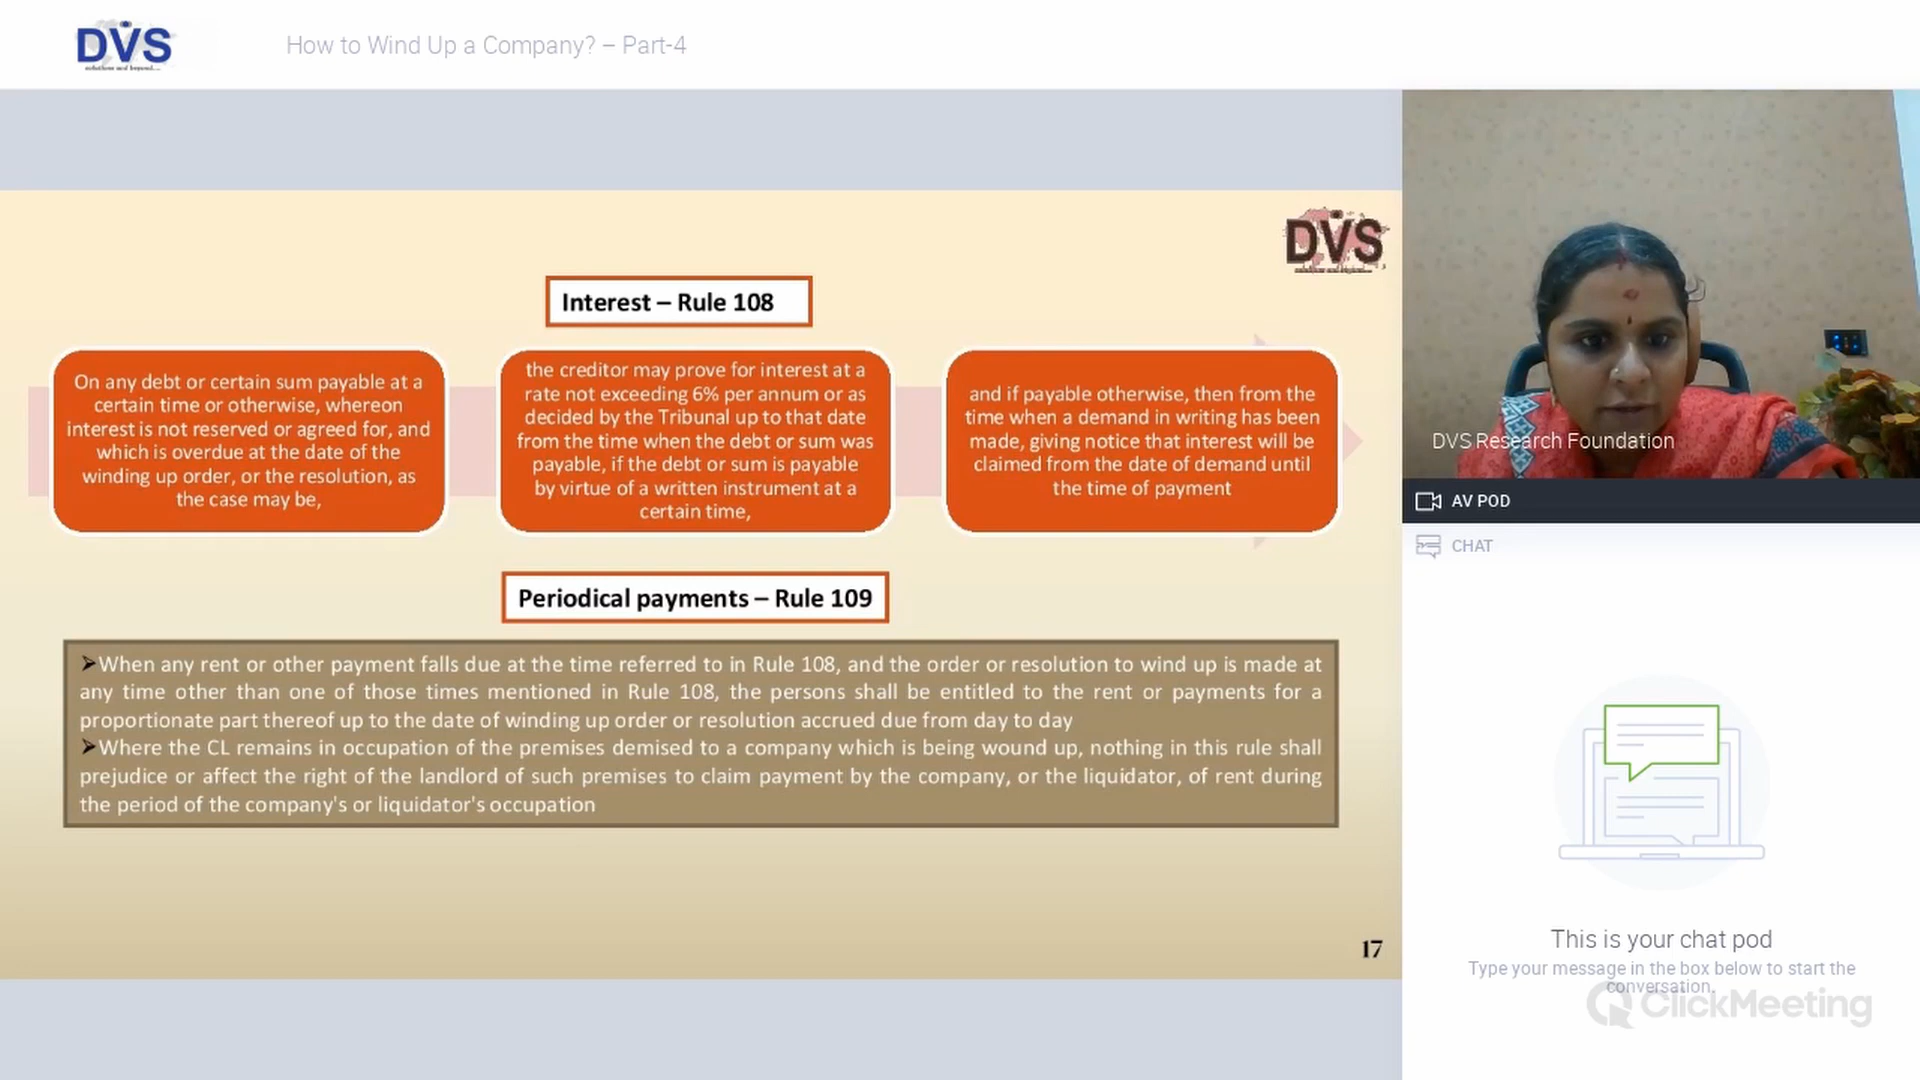 DVS
solutions and beyond...
How to Wind Up a Company? – Part-4
DVS
Interest – Rule 108
On any debt or certain sum payable at a
certain time or otherwise, whereon
interest is not reserved or agreed for, and
which is overdue at the date of the
winding up order, or the resolution, as
the case may be,
the creditor may prove for interest at a
rate not exceeding 6% per annum or as
decided by the Tribunal up to that date
from the time when the debt or sum was
payable, if the debt or sum is payable
by virtue of a written instrument at a
certain time,
and if payable otherwise, then from the
time when a demand in writing has been
made, giving notice that interest will be
claimed from the date of demand until
the time of payment
Periodical payments – Rule 109
➢When any rent or other payment falls due at the time referred to in Rule 108, and the order or resolution to wind up is made at
any time other than one of those times mentioned in Rule 108, the persons shall be entitled to the rent or payments for a
proportionate part thereof up to the date of winding up order or resolution accrued due from day to day
➢Where the CL remains in occupation of the premises demised to a company which is being wound up, nothing in this rule shall
prejudice or affect the right of the landlord of such premises to claim payment by the company, or the liquidator, of rent during
the period of the company's or liquidator's occupation
17
DVS Research Foundation
AV POD
CHAT
This is your chat pod
Type your message in the box below to start the
conversation.
ClickMeeting